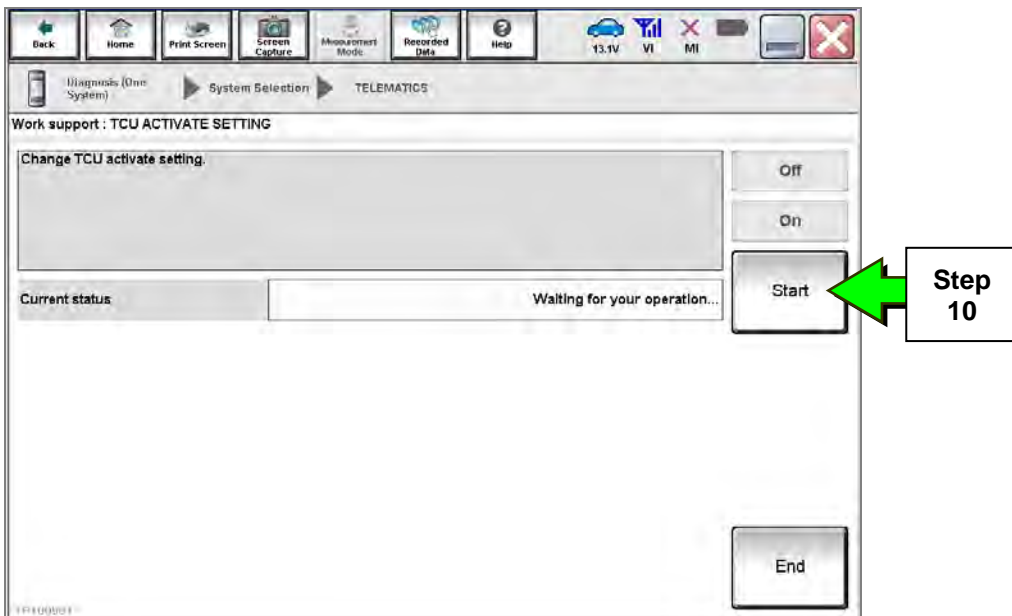 Back
Home
Print Screen
Screen Capture
Measurement Mode
Recorded Data
Help
13.1V
VI
MI
Diagnosis (One System)
System Selection
TELEMATICS
Work support : TCU ACTIVATE SETTING
Change TCU activate setting.
Off
On
Current status
Waiting for your operation...
Start
Step
10
End